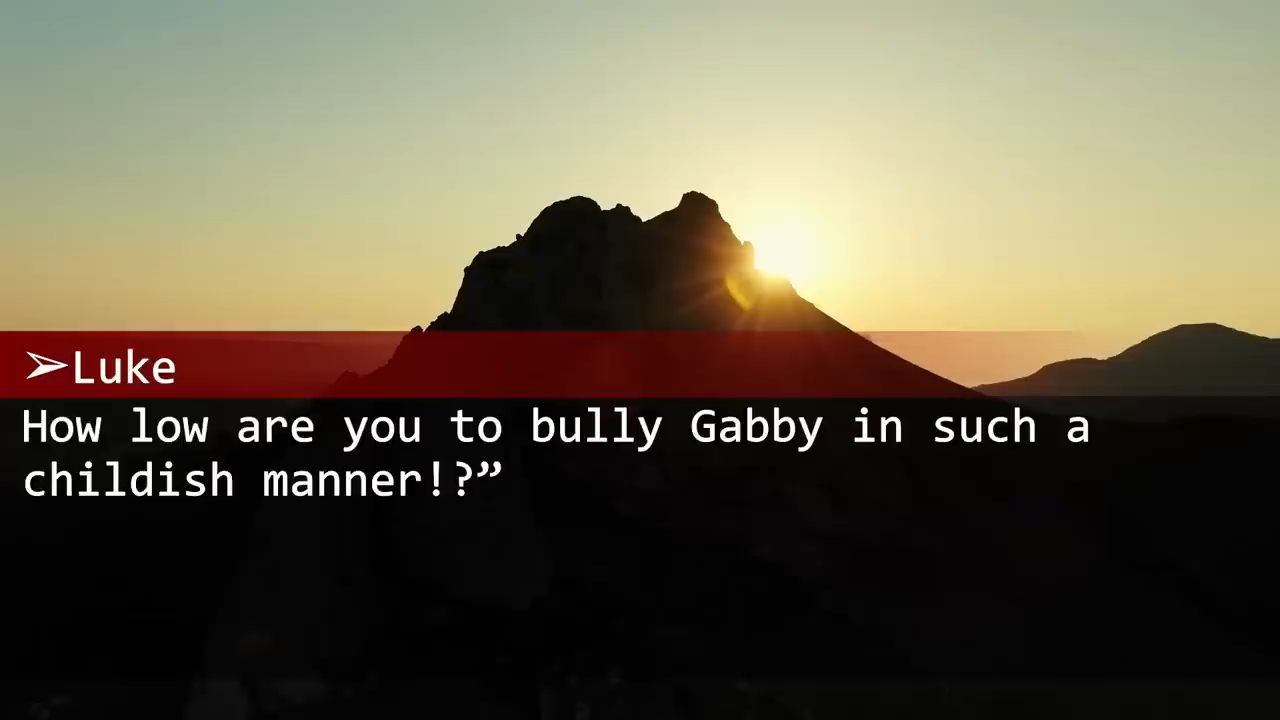 ➢Luke
How low are you to bully Gabby in such a
childish manner!?”